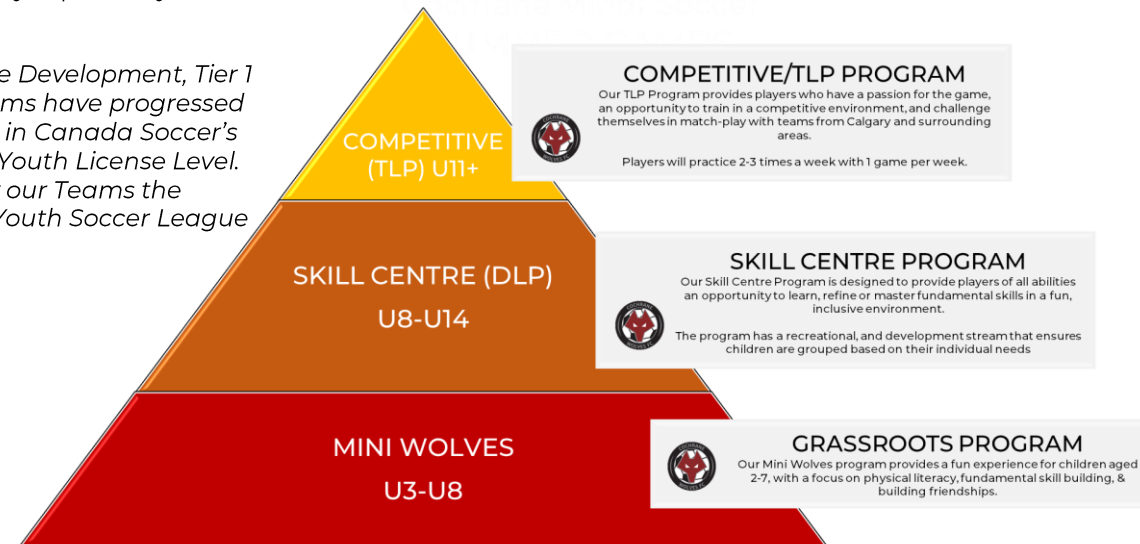 e Development, Tier 1
ms have progressed
in Canada Soccer's
Youth License Level.
our Teams the
Youth Soccer League
COMPETITIVE
(TLP) U11+
COMPETITIVE/TLP PROGRAM
Our TLP Program provides players who have a passion for the game,
an opportunity to train in a competitive environment, and challenge
themselves in match-play with teams from Calgary and surrounding
areas.
Players will practice 2-3 times a week with 1 game per week.
SKILL CENTRE (DLP)
U8-U14
SKILL CENTRE PROGRAM
Our Skill Centre Program is designed to provide players of all abilities
an opportunity to learn, refine or master fundamental skills in a fun,
inclusive environment.
The program has a recreational, and development stream that ensures
children are grouped based on their individual needs
MINI WOLVES
U3-U8
GRASSROOTS PROGRAM
Our Mini Wolves program provides a fun experience for children aged
2-7, with a focus on physical literacy, fundamental skill building, &
building friendships.